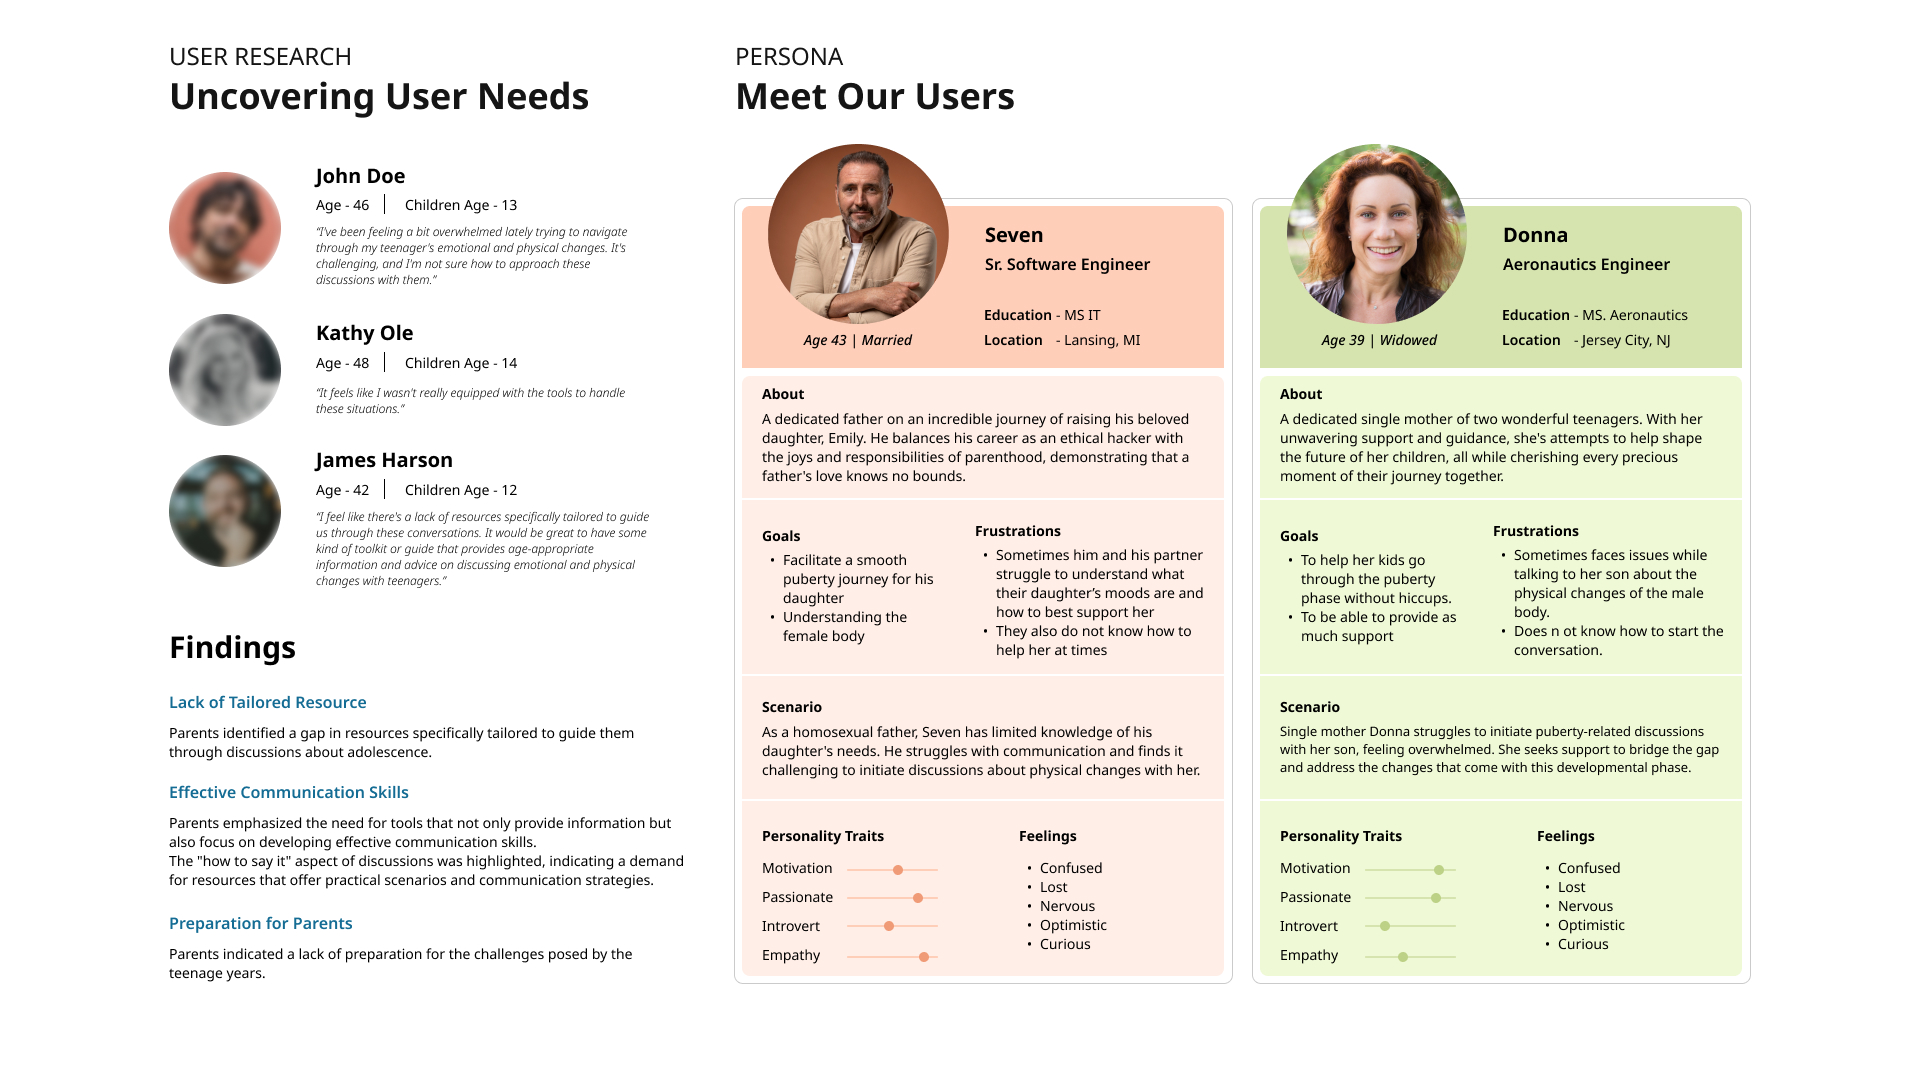 USER RESEARCH
Uncovering User Needs
John Doe
Age - 46 | Children Age - 13
“I've been feeling a bit overwhelmed lately trying to navigate
through my teenager's emotional and physical changes. It's
challenging, and I'm not sure how to approach these
discussions with them.”
Kathy Ole
Age - 48 | Children Age - 14
“It feels like I wasn't really equipped with the tools to handle
these situations.”
James Harson
Age - 42 | Children Age - 12
“I feel like there's a lack of resources specifically tailored to guide
us through these conversations. It would be great to have some
kind of toolkit or guide that provides age-appropriate
information and advice on discussing emotional and physical
changes with teenagers.”
Findings
Lack of Tailored Resource
Parents identified a gap in resources specifically tailored to guide them
through discussions about adolescence.
Effective Communication Skills
Parents emphasized the need for tools that not only provide information but
also focus on developing effective communication skills.
The "how to say it" aspect of discussions was highlighted, indicating a demand
for resources that offer practical scenarios and communication strategies.
Preparation for Parents
Parents indicated a lack of preparation for the challenges posed by the
teenage years.
PERSONA
Meet Our Users
Seven
Sr. Software Engineer
Education - MS IT
Location - Lansing, MI
Age 43 | Married
About
A dedicated father on an incredible journey of raising his beloved
daughter, Emily. He balances his career as an ethical hacker with
the joys and responsibilities of parenthood, demonstrating that a
father's love knows no bounds.
Goals
• Facilitate a smooth
puberty journey for his
daughter
• Understanding the
female body
Frustrations
• Sometimes him and his partner
struggle to understand what
their daughter’s moods are and
how to best support her
• They also do not know how to
help her at times
Scenario
As a homosexual father, Seven has limited knowledge of his
daughter's needs. He struggles with communication and finds it
challenging to initiate discussions about physical changes with her.
Personality Traits
Motivation
Passionate
Introvert
Empathy
Feelings
• Confused
• Lost
• Nervous
• Optimistic
• Curious
Donna
Aeronautics Engineer
Education - MS. Aeronautics
Location - Jersey City, NJ
Age 39 | Widowed
About
A dedicated single mother of two wonderful teenagers. With her
unwavering support and guidance, she's attempts to help shape
the future of her children, all while cherishing every precious
moment of their journey together.
Goals
• To help her kids go
through the puberty
phase without hiccups.
• To be able to provide as
much support
Frustrations
• Sometimes faces issues while
talking to her son about the
physical changes of the male
body.
• Does n ot know how to start the
conversation.
Scenario
Single mother Donna struggles to initiate puberty-related discussions
with her son, feeling overwhelmed. She seeks support to bridge the gap
and address the changes that come with this developmental phase.
Personality Traits
Motivation
Passionate
Introvert
Empathy
Feelings
• Confused
• Lost
• Nervous
• Optimistic
• Curious